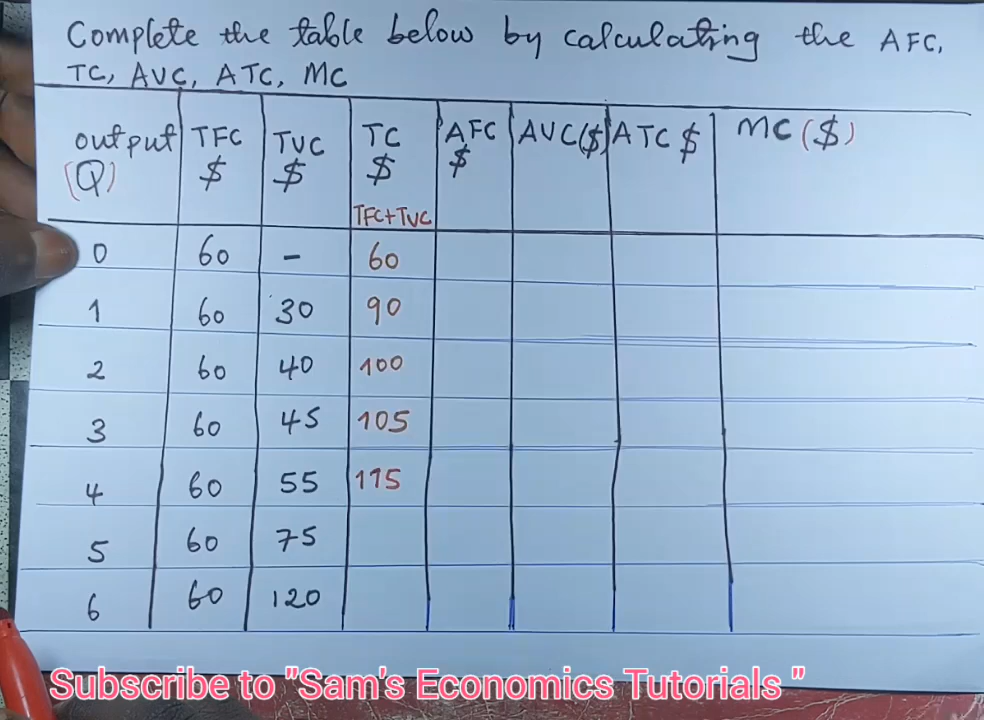 Complete the table below by calculating the AFC,
TC, AVC, ATC, MC
output (Q) TFC $ TVC $ TC $ TFC+TVC AFC $ AVC($) ATC $ MC ($)
0 60 - 60
1 60 30 90
2 60 40 100
3 60 45 105
4 60 55 115
5 60 75
6 60 120
Subscribe to "Sam's Economics Tutorials "